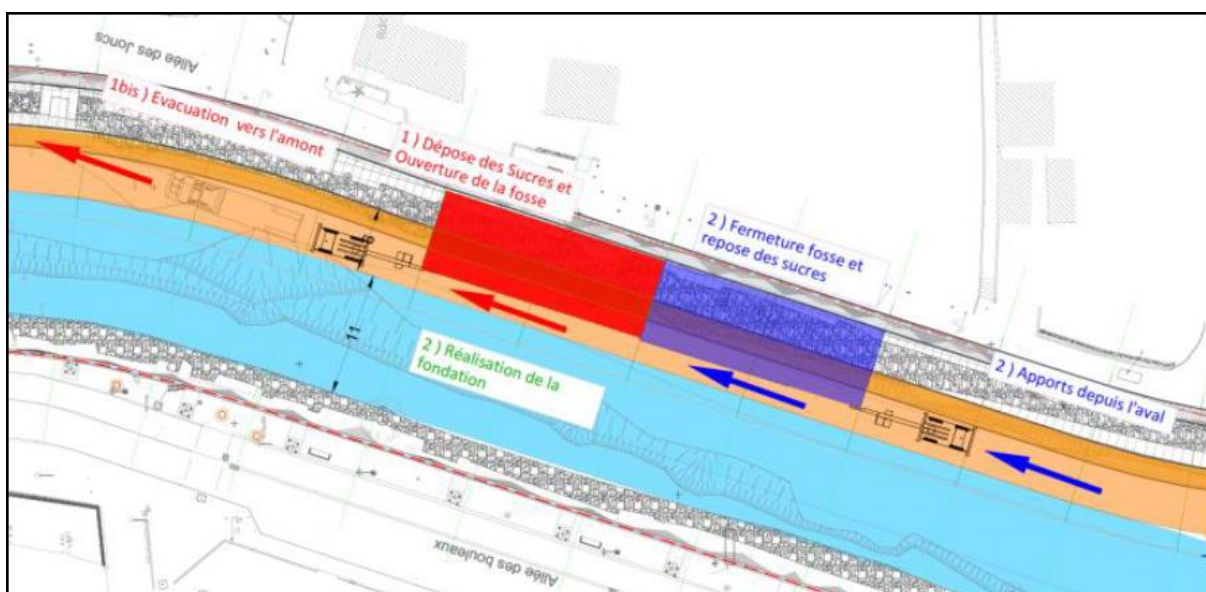 Allée des Joncs
1bis ) Evacuation vers l'amont
1 ) Dépose des Sucres et
Ouverture de la fosse
2 ) Fermeture fosse et
repose des sucres
2 ) Réalisation de la
fondation
2 ) Apports depuis l'aval
11
Allée des bouleaux